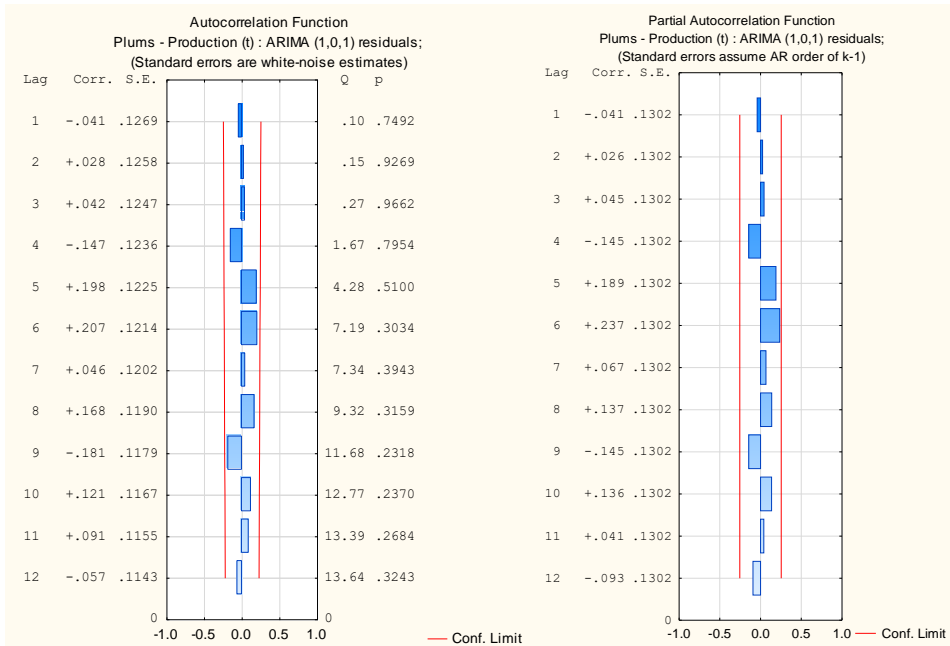 Autocorrelation Function
Plums - Production (t) : ARIMA (1,0,1) residuals;
(Standard errors are white-noise estimates)
Lag Corr. S.E. Q p
1 -.041 .1269 .10 .7492
2 +.028 .1258 .15 .9269
3 +.042 .1247 .27 .9662
4 -.147 .1236 1.67 .7954
5 +.198 .1225 4.28 .5100
6 +.207 .1214 7.19 .3034
7 +.046 .1202 7.34 .3943
8 +.168 .1190 9.32 .3159
9 -.181 .1179 11.68 .2318
10 +.121 .1167 12.77 .2370
11 +.091 .1155 13.39 .2684
12 -.057 .1143 13.64 .3243
0 0
-1.0 -0.5 0.0 0.5 1.0
Conf. Limit
Partial Autocorrelation Function
Plums - Production (t) : ARIMA (1,0,1) residuals;
(Standard errors assume AR order of k-1)
Lag Corr. S.E.
1 -.041 .1302
2 +.026 .1302
3 +.045 .1302
4 -.145 .1302
5 +.189 .1302
6 +.237 .1302
7 +.067 .1302
8 +.137 .1302
9 -.145 .1302
10 +.136 .1302
11 +.041 .1302
12 -.093 .1302
0
-1.0 -0.5 0.0 0.5 1.0
Conf. Limit